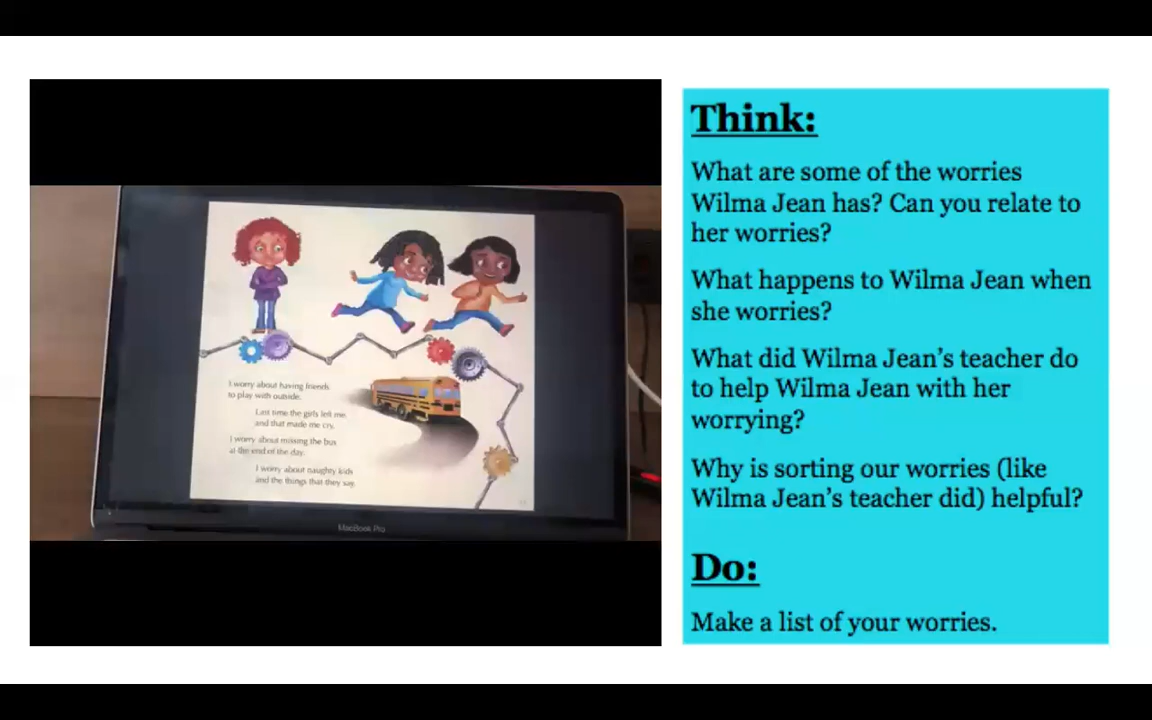 I worry about having friends
to play with outside.
Last time the girls left me,
and that made me cry.
I worry about missing the bus
at the end of the day.
I worry about naughty kids
and the things that they say.
MacBook Pro
Think:
What are some of the worries
Wilma Jean has? Can you relate to
her worries?
What happens to Wilma Jean when
she worries?
What did Wilma Jean’s teacher do
to help Wilma Jean with her
worrying?
Why is sorting our worries (like
Wilma Jean’s teacher did) helpful?
Do:
Make a list of your worries.